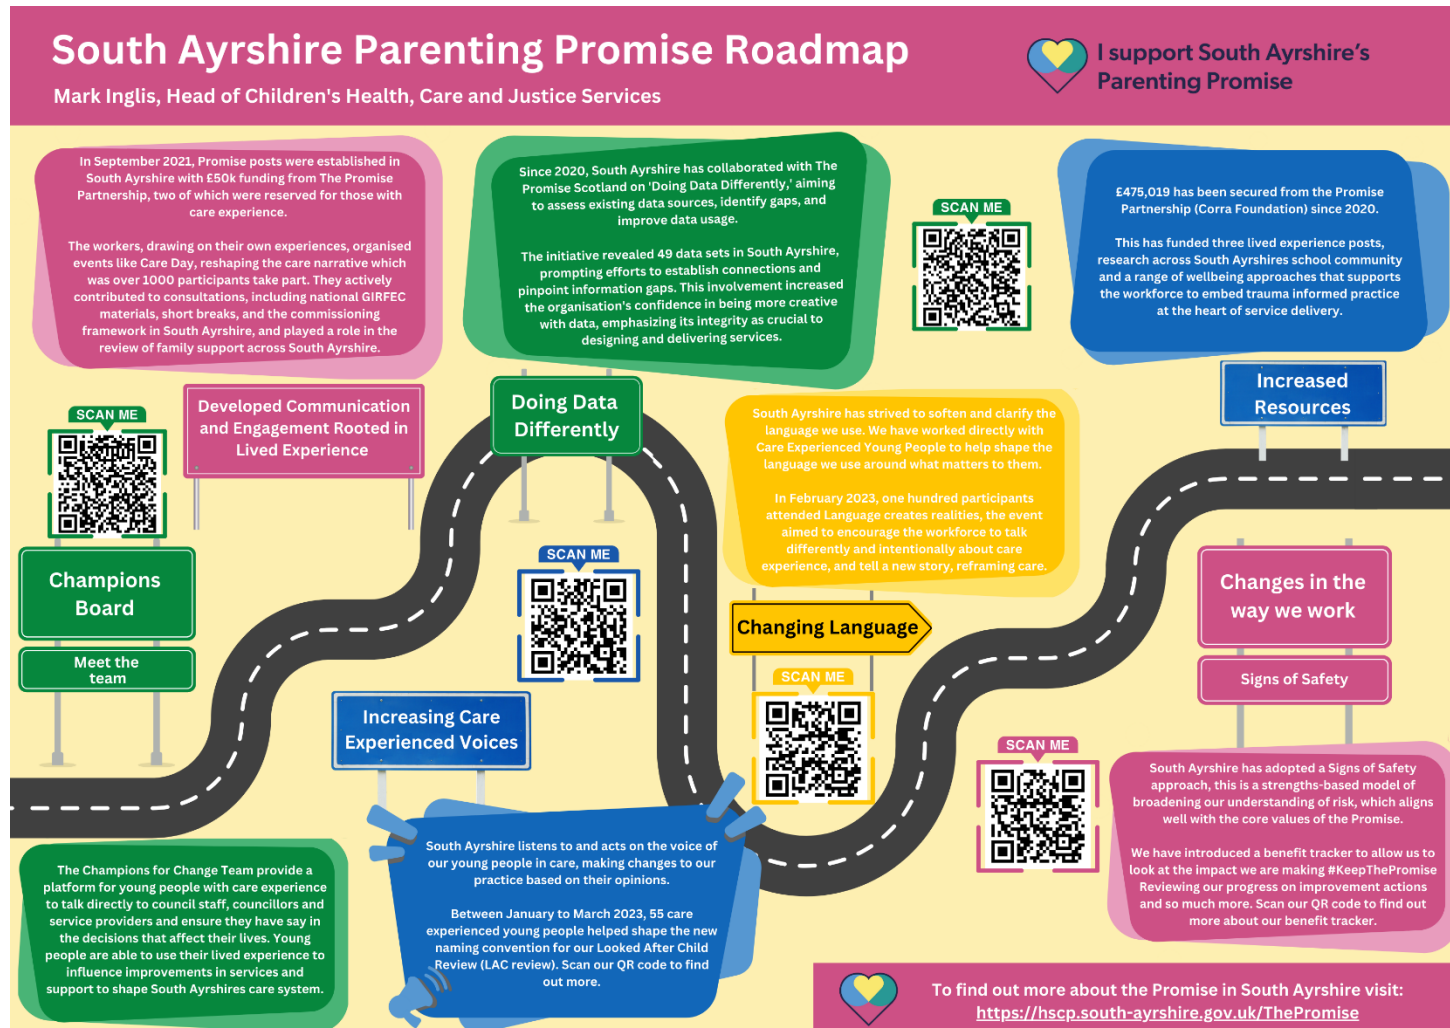 South Ayrshire Parenting Promise Roadmap
Mark Inglis, Head of Children's Health, Care and Justice Services
I support South Ayrshire's
Parenting Promise
In September 2021, Promise posts were established in
South Ayrshire with £50k funding from The Promise
Partnership, two of which were reserved for those with
care experience.
The workers, drawing on their own experiences, organised
events like Care Day, reshaping the care narrative which
was over 1000 participants take part. They actively
contributed to consultations, including national GIRFEC
materials, short breaks, and the commissioning
framework in South Ayrshire, and played a role in the
review of family support across South Ayrshire.
Since 2020, South Ayrshire has collaborated with The
Promise Scotland on 'Doing Data Differently,' aiming
to assess existing data sources, identify gaps, and
improve data usage.
The initiative revealed 49 data sets in South Ayrshire,
prompting efforts to establish connections and
pinpoint information gaps. This involvement increased
the organisation's confidence in being more creative
with data, emphasizing its integrity as crucial to
designing and delivering services.
SCAN ME
£475,019 has been secured from the Promise
Partnership (Corra Foundation) since 2020.
This has funded three lived experience posts,
research across South Ayrshires school community
and a range of wellbeing approaches that supports
the workforce to embed trauma informed practice
at the heart of service delivery.
SCAN ME
Developed Communication
and Engagement Rooted in
Lived Experience
Doing Data
Differently
South Ayrshire has strived to soften and clarify the
language we use. We have worked directly with
Care Experienced Young People to help shape the
language we use around what matters to them.
In February 2023, one hundred participants
attended Language creates realities, the event
aimed to encourage the workforce to talk
differently and intentionally about care
experience, and tell a new story, reframing care.
Increased
Resources
Champions
Board
Meet the
team
SCAN ME
Changing Language
SCAN ME
Changes in the
way we work
Signs of Safety
Increasing Care
Experienced Voices
SCAN ME
The Champions for Change Team provide a
platform for young people with care experience
to talk directly to council staff, councillors and
service providers and ensure they have say in
the decisions that affect their lives. Young
people are able to use their lived experience to
influence improvements in services and
support to shape South Ayrshires care system.
South Ayrshire listens to and acts on the voice of
our young people in care, making changes to our
practice based on their opinions.
Between January to March 2023, 55 care
experienced young people helped shape the new
naming convention for our Looked After Child
Review (LAC review). Scan our QR code to find
out more.
South Ayrshire has adopted a Signs of Safety
approach, this is a strengths-based model of
broadening our understanding of risk, which aligns
well with the core values of the Promise.
We have introduced a benefit tracker to allow us to
look at the impact we are making #KeepThePromise
Reviewing our progress on improvement actions
and so much more. Scan our QR code to find out
more about our benefit tracker.
To find out more about the Promise in South Ayrshire visit:
https://hscp.south-ayrshire.gov.uk/ThePromise